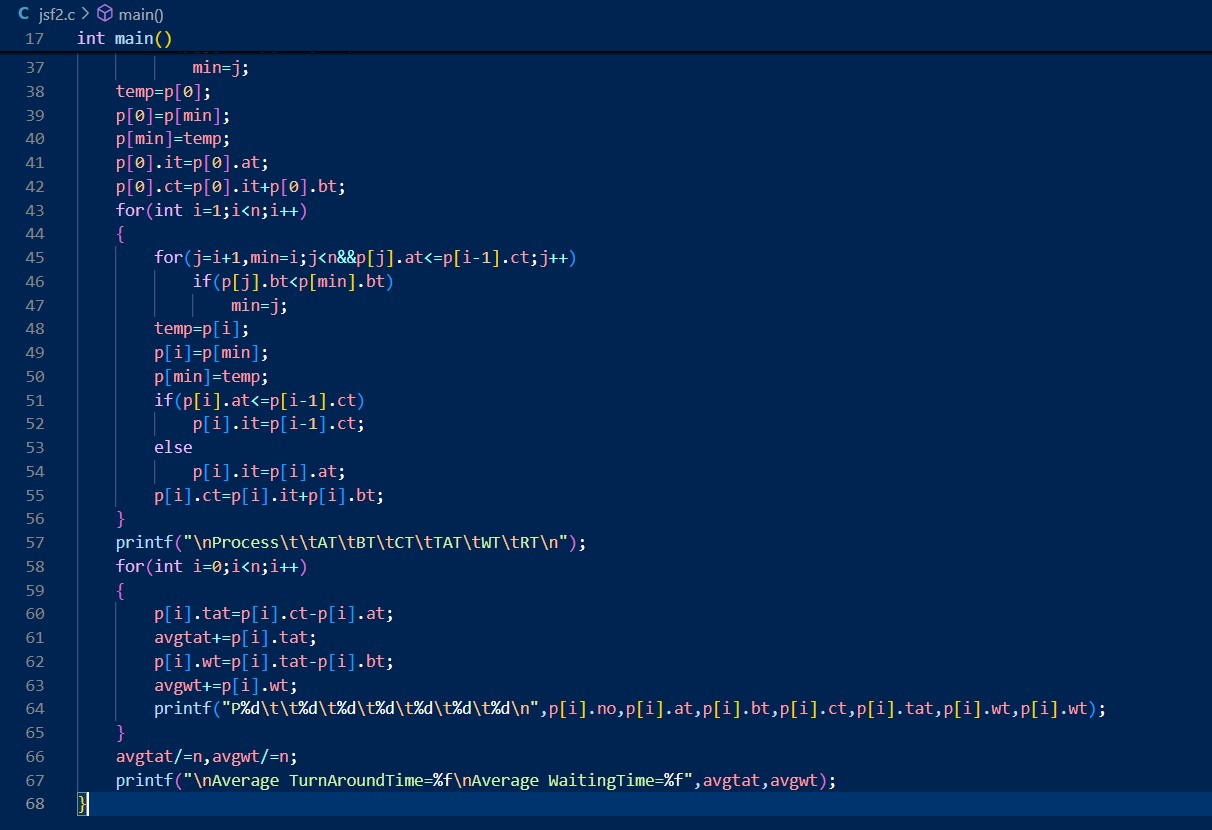 C jsf2.c > main()
17 int main()
37 min=j;
38 temp=p[0];
39 p[0]=p[min];
40 p[min]=temp;
41 p[0].it=p[0].at;
42 p[0].ct=p[0].it+p[0].bt;
43 for(int i=1;i<n;i++)
44 {
45 for(j=i+1,min=i;j<n&&p[j].at<=p[i-1].ct;j++)
46 if(p[j].bt<p[min].bt)
47 min=j;
48 temp=p[i];
49 p[i]=p[min];
50 p[min]=temp;
51 if(p[i].at<=p[i-1].ct)
52 p[i].it=p[i-1].ct;
53 else
54 p[i].it=p[i].at;
55 p[i].ct=p[i].it+p[i].bt;
56 }
57 printf("\nProcess\t\tAT\tBT\tCT\tTAT\tWT\tRT\n");
58 for(int i=0;i<n;i++)
59 {
60 p[i].tat=p[i].ct-p[i].at;
61 avgtat+=p[i].tat;
62 p[i].wt=p[i].tat-p[i].bt;
63 avgwt+=p[i].wt;
64 printf("P%d\t\t%d\t%d\t%d\t%d\t%d\t%d\n",p[i].no,p[i].at,p[i].bt,p[i].ct,p[i].tat,p[i].wt,p[i].wt);
65 }
66 avgtat/=n,avgwt/=n;
67 printf("\nAverage TurnAroundTime=%f\nAverage WaitingTime=%f",avgtat,avgwt);
68 }